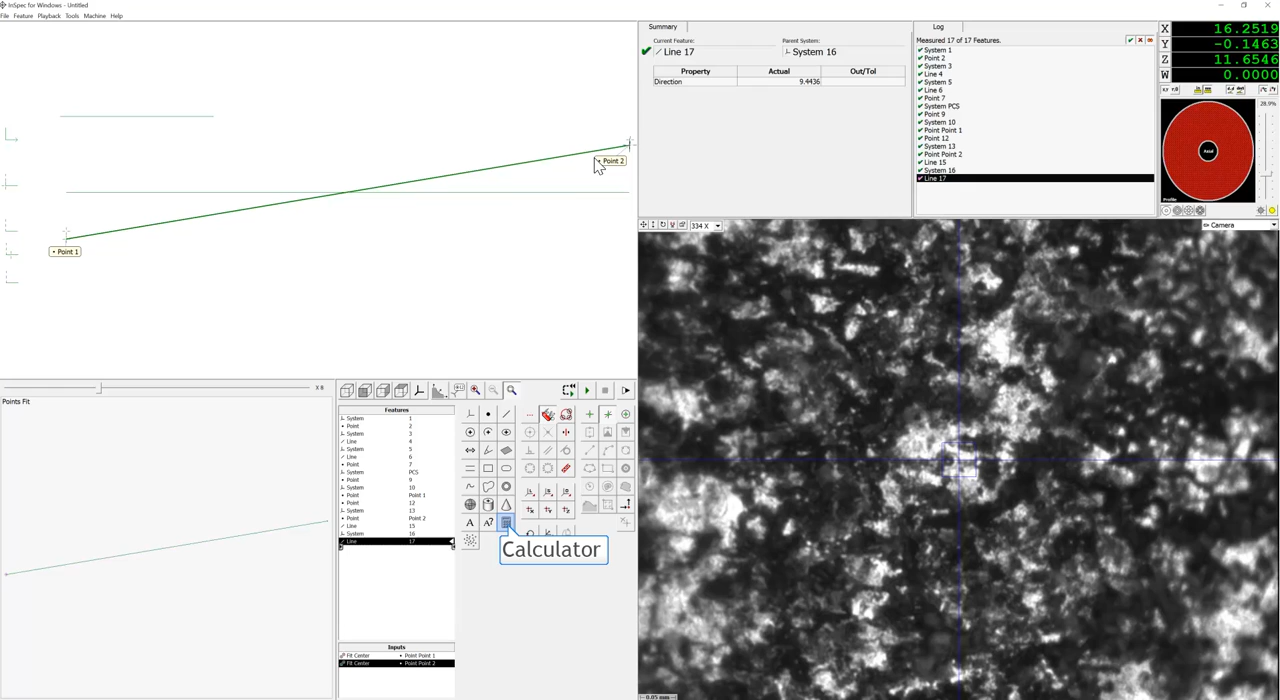 InSpec for Windows - Untitled
File Feature Playback Tools Machine Help
Point 2
Point 1
Summary
Current Feature:
Line 17
Parent System:
System 16
Property Actual Out/Tol
Direction 9.4436
Log
Measured 17 of 17 Features.
System 1
Point 2
System 3
Line 4
System 5
Line 6
Point 7
System PCS
Point 9
System 10
Point Point 1
Point 12
System 13
Point Point 2
Line 15
System 16
Line 17
X 16.2519
Y -0.1463
Z 11.6546
W 0.0000
28.9%
Axial
Profile
334 X
Camera
X 8
Points Fit
Features
System 1
Point 2
System 3
Line 4
System 5
Line 6
Point 7
System PCS
Point 9
System 10
Point Point 1
Point 12
System 13
Point Point 2
Line 15
System 16
Line 17
A A?
Calculator
Inputs
Fit Center Point Point 1
Fit Center Point Point 2
0.05 mm